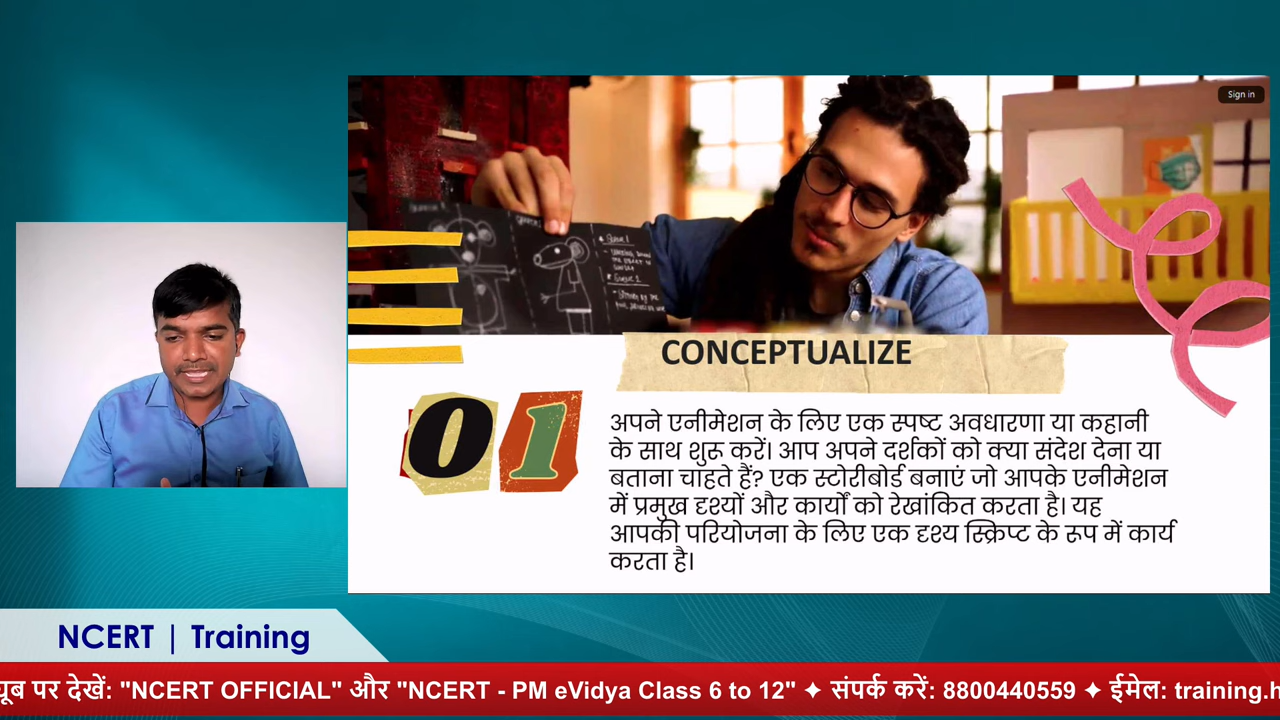 Sign in
CONCEPTUALIZE
01
अपने एनीमेशन के लिए एक स्पष्ट अवधारणा या कहानी
के साथ शुरू करें। आप अपने दर्शकों को क्या संदेश देना या
बताना चाहते हैं? एक स्टोरीबोर्ड बनाएं जो आपके एनीमेशन
में प्रमुख दृश्यों और कार्यों को रेखांकित करता है। यह
आपकी परियोजना के लिए एक दृश्य स्क्रिप्ट के रूप में कार्य
करता है।
NCERT | Training
पर देखें: "NCERT OFFICIAL" और "NCERT - PM eVidya Class 6 to 12" ✦ संपर्क करें: 8800440559 ✦ ईमेल: training.h